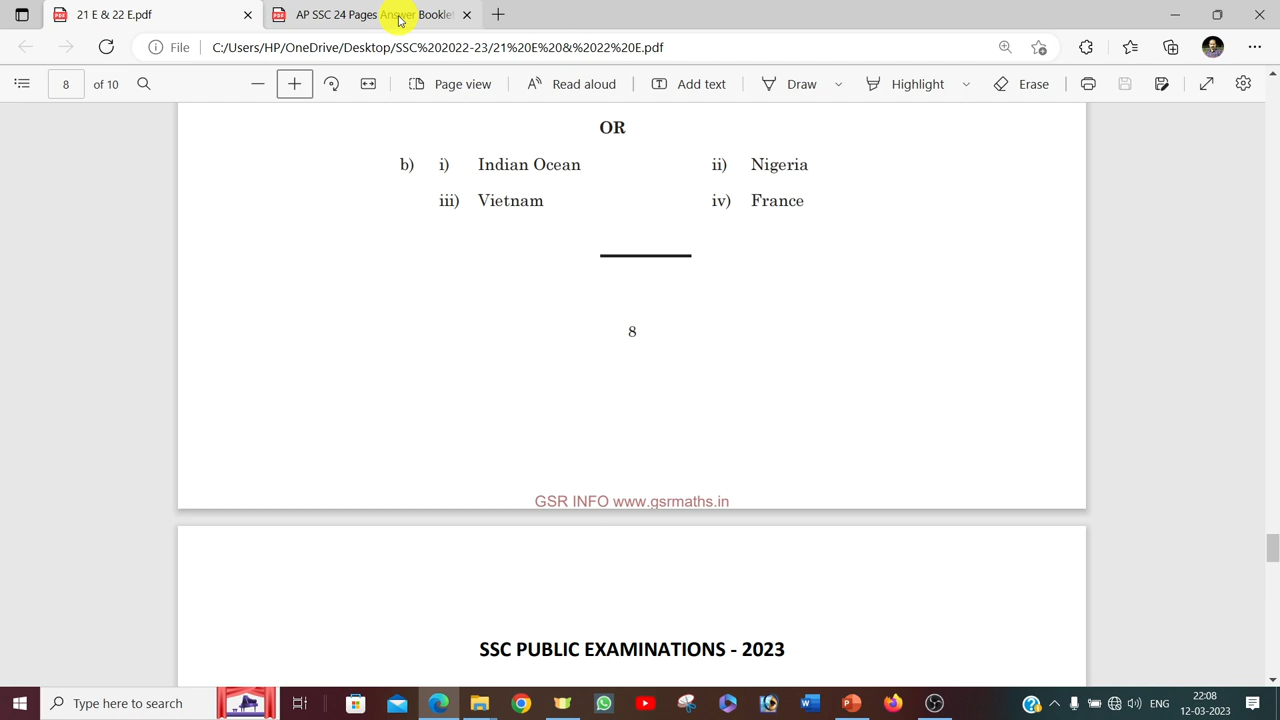 21 E & 22 E.pdf
AP SSC 24 Pages Answer Booklet
File
C:/Users/HP/OneDrive/Desktop/SSC%202022-23/21%20E%20&%2022%20E.pdf
8 of 10
Page view
Read aloud
Add text
Draw
Highlight
Erase
OR
b) i) Indian Ocean ii) Nigeria
iii) Vietnam iv) France
8
GSR INFO www.gsrmaths.in
SSC PUBLIC EXAMINATIONS - 2023
Type here to search
ENG
22:08
12-03-2023